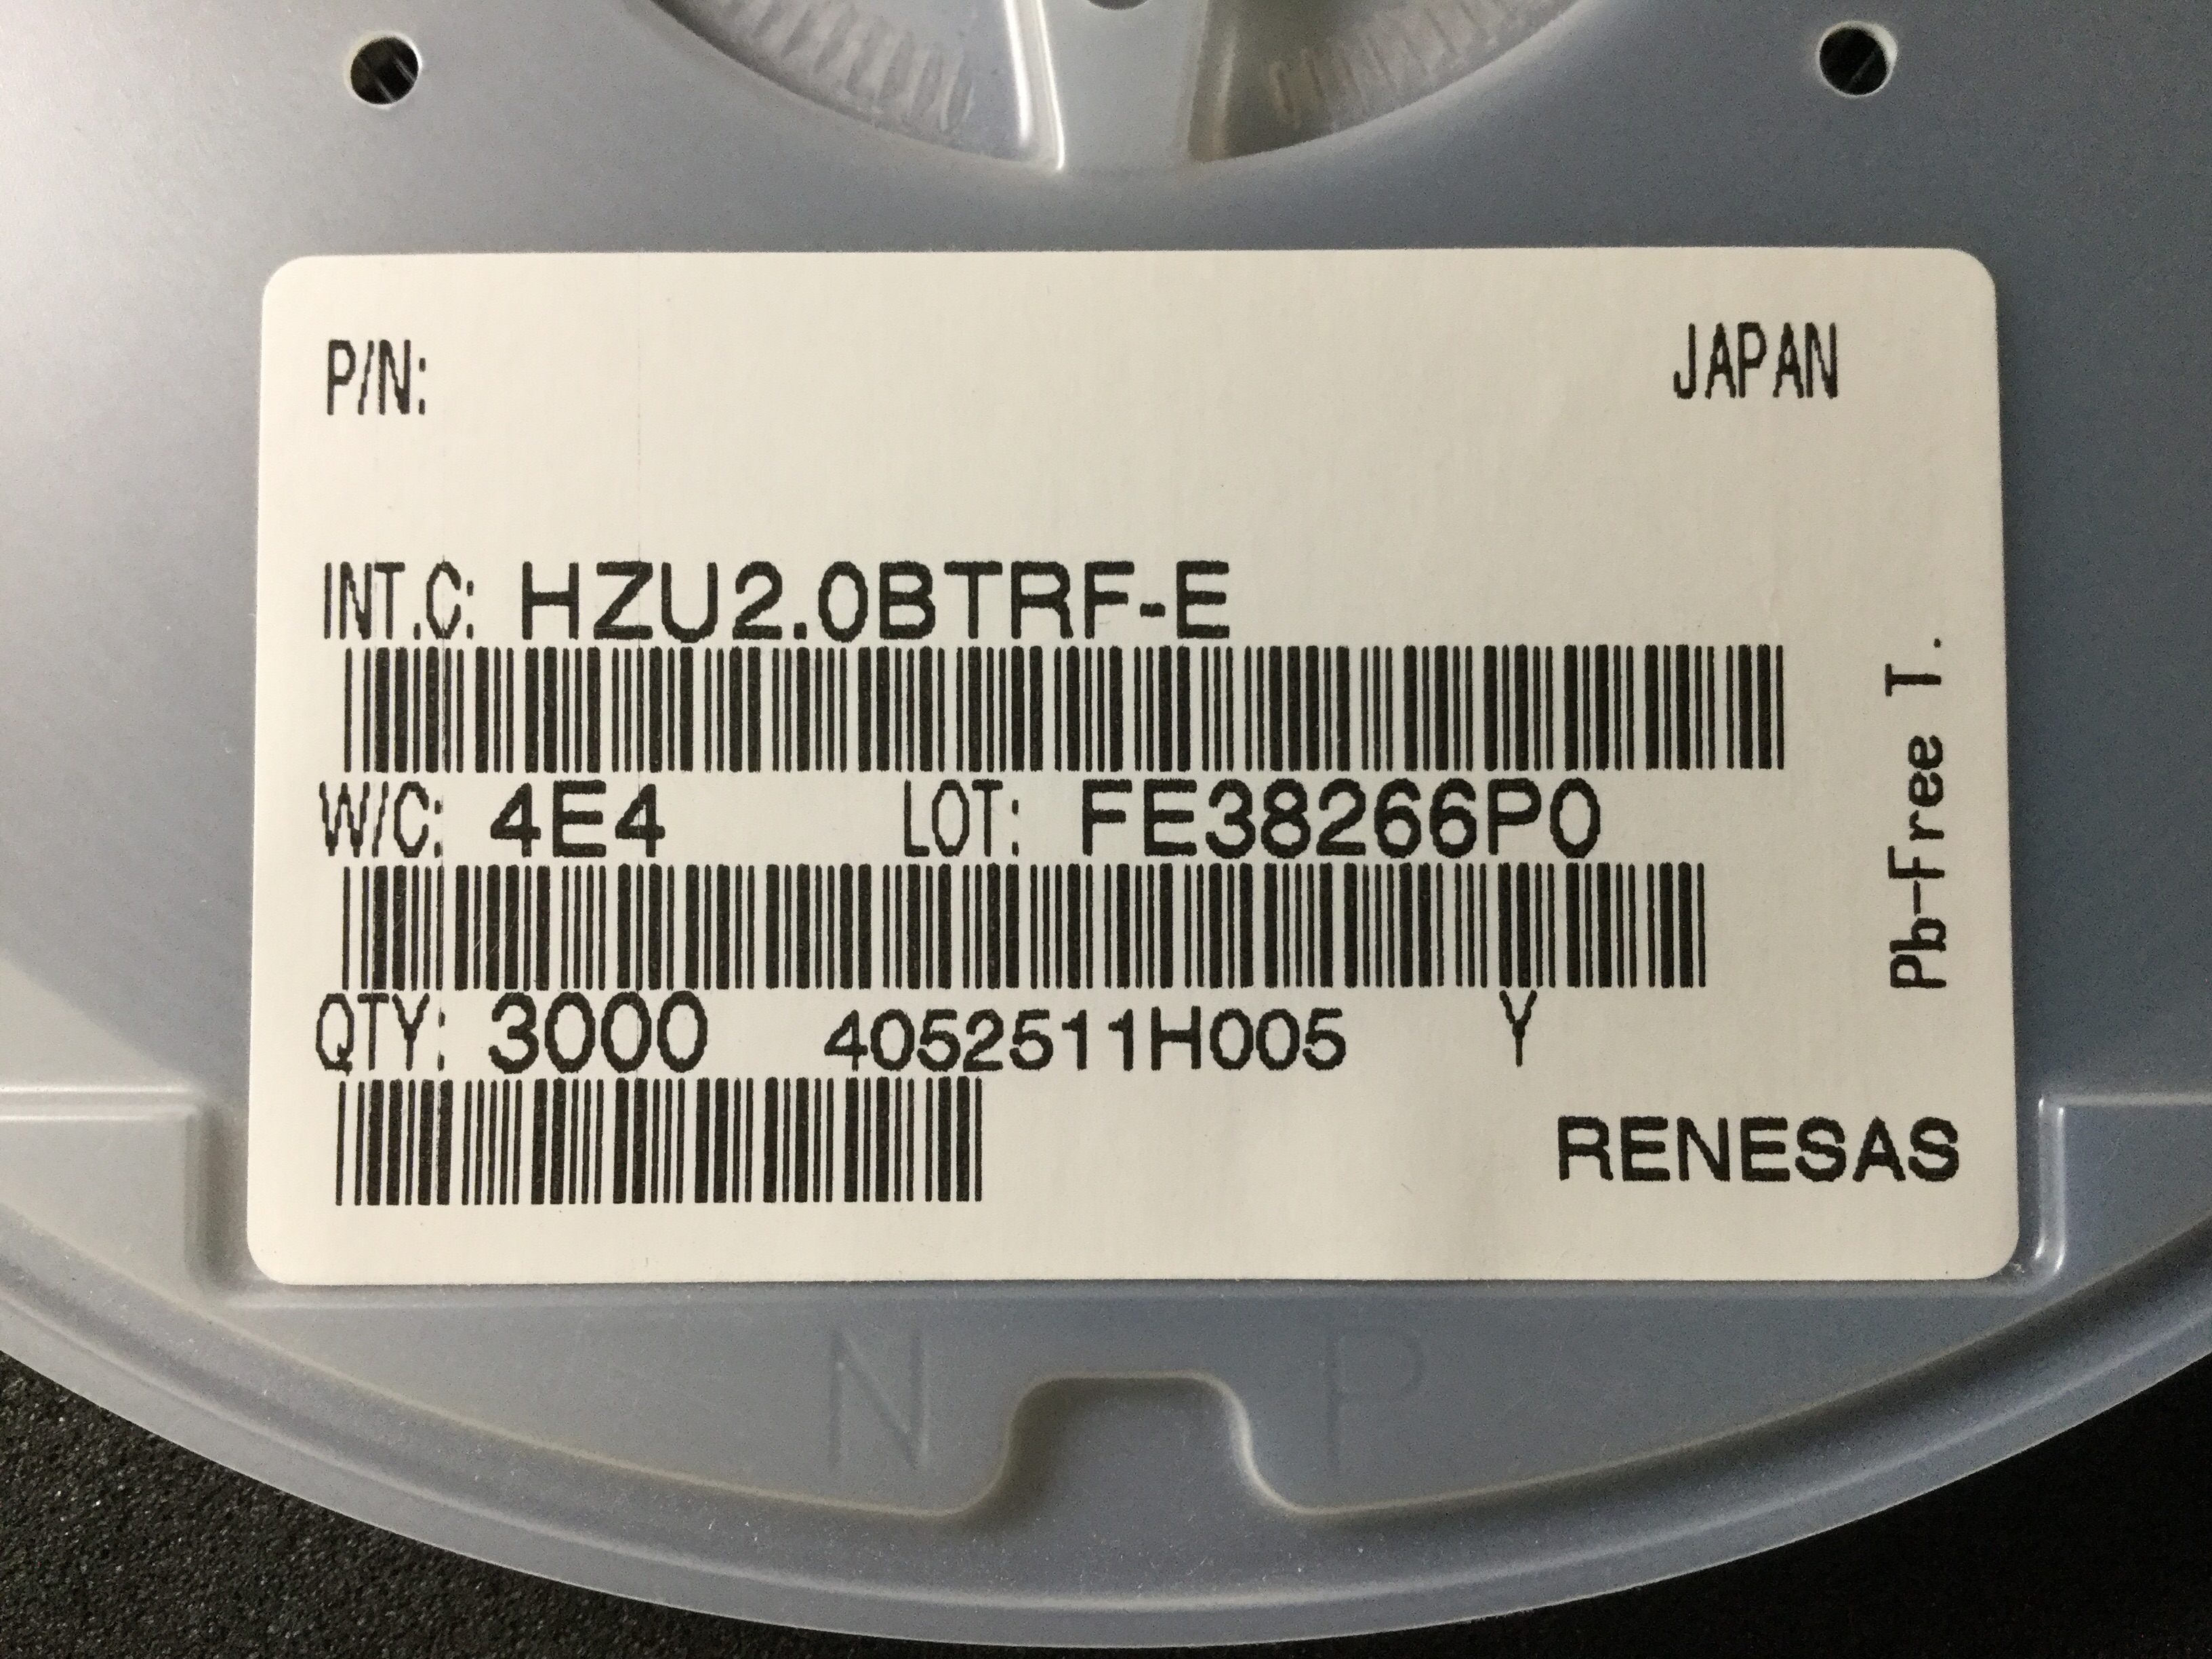 P/N: JAPAN
INT.C: HZU2.0BTRF-E
W/C: 4E4 LOT: FE38266P0
QTY: 3000 4052511H005 Y
RENESAS
Pb-Free T.
N P